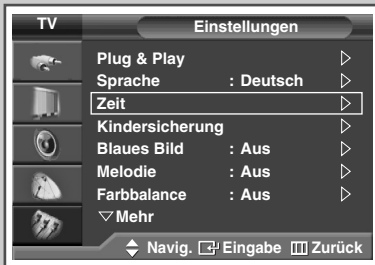 TV Einstellungen
Plug & Play
Sprache : Deutsch
Zeit
Kindersicherung
Blaues Bild : Aus
Melodie : Aus
Farbbalance : Aus
▽Mehr
Navig. Eingabe Zurück